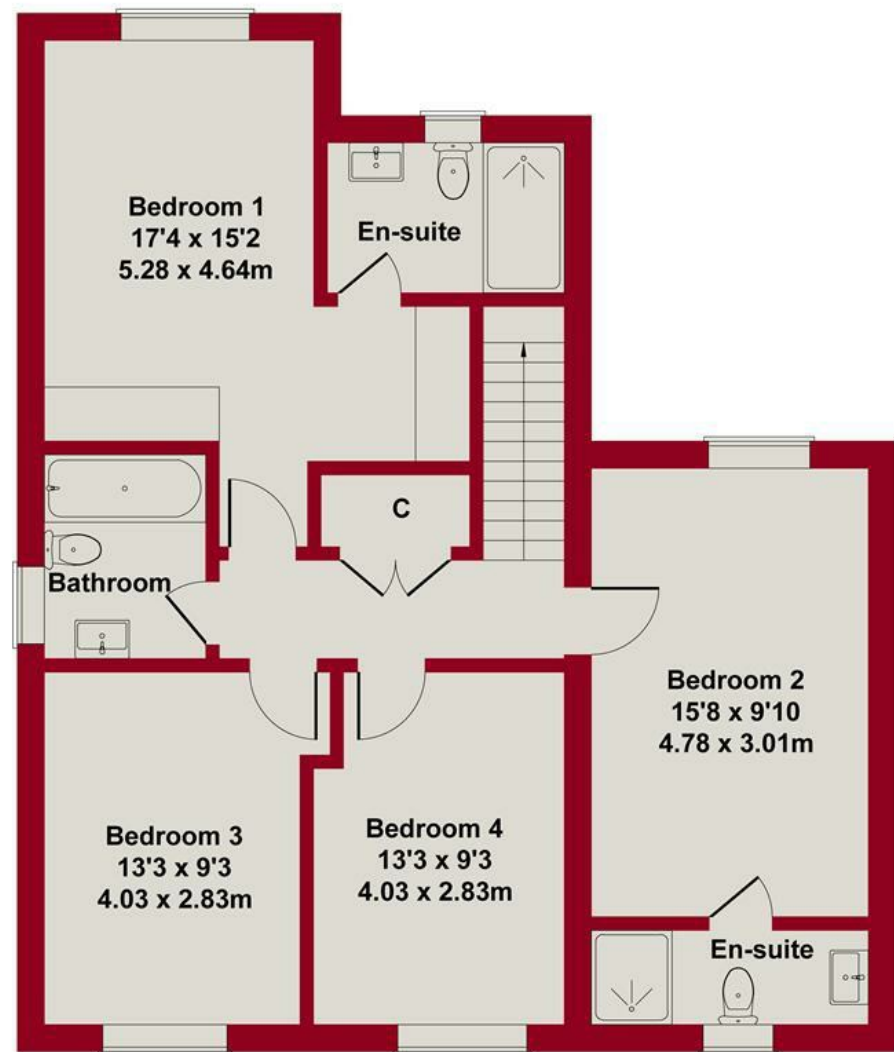 Bedroom 1
17'4 x 15'2
5.28 x 4.64m
En-suite
C
Bathroom
Bedroom 2
15'8 x 9'10
4.78 x 3.01m
Bedroom 3
13'3 x 9'3
4.03 x 2.83m
Bedroom 4
13'3 x 9'3
4.03 x 2.83m
En-suite